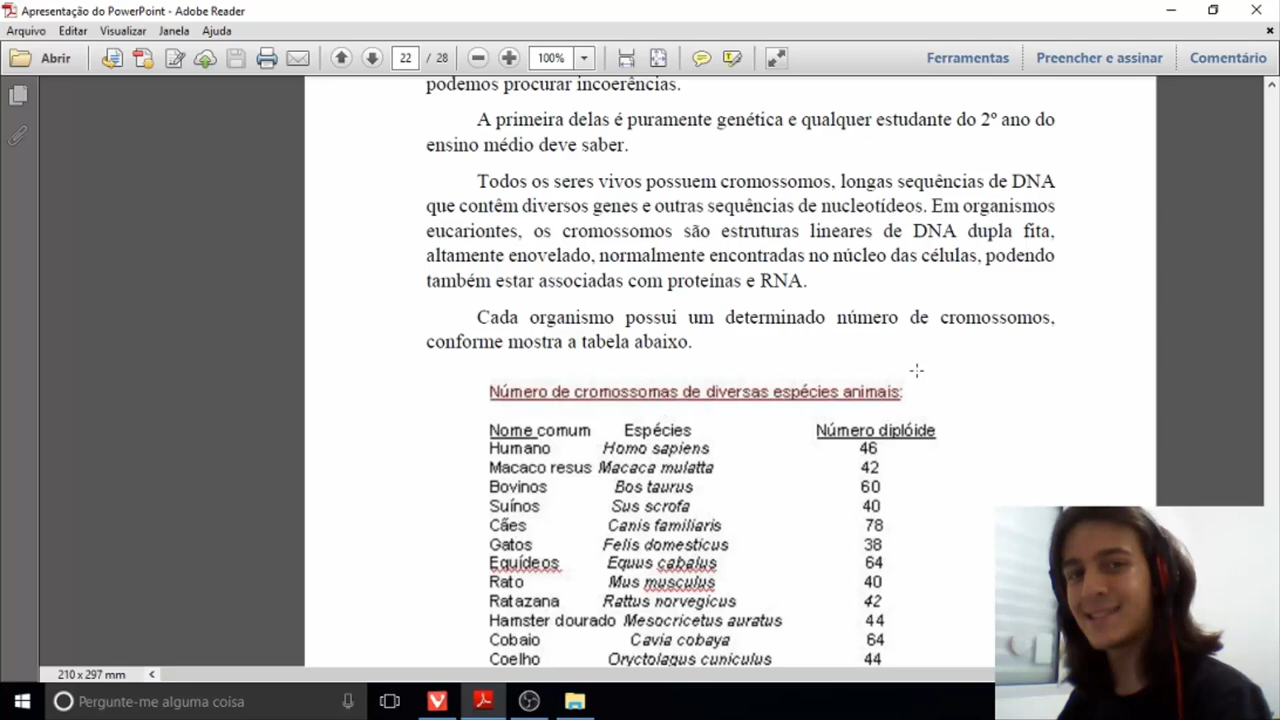 Apresentação do PowerPoint - Adobe Reader
Arquivo Editar Visualizar Janela Ajuda
Abrir 22 / 28 100% Ferramentas Preencher e assinar Comentário
podemos procurar incoerências.
A primeira delas é puramente genética e qualquer estudante do 2º ano do
ensino médio deve saber.
Todos os seres vivos possuem cromossomos, longas sequências de DNA
que contêm diversos genes e outras sequências de nucleotídeos. Em organismos
eucariontes, os cromossomos são estruturas lineares de DNA dupla fita,
altamente enovelado, normalmente encontradas no núcleo das células, podendo
também estar associadas com proteínas e RNA.
Cada organismo possui um determinado número de cromossomos,
conforme mostra a tabela abaixo.
Número de cromossomas de diversas espécies animais:
Nome comum Espécies Número diplóide
Humano Homo sapiens 46
Macaco resus Macaca mulatta 42
Bovinos Bos taurus 60
Suínos Sus scrofa 40
Cães Canis familiaris 78
Gatos Felis domesticus 38
Equídeos Equus cabalus 64
Rato Mus musculus 40
Ratazana Rattus norvegicus 42
Hamster dourado Mesocricetus auratus 44
Cobaio Cavia cobaya 64
Coelho Oryctolagus cuniculus 44
210 x 297 mm
Pergunte-me alguma coisa